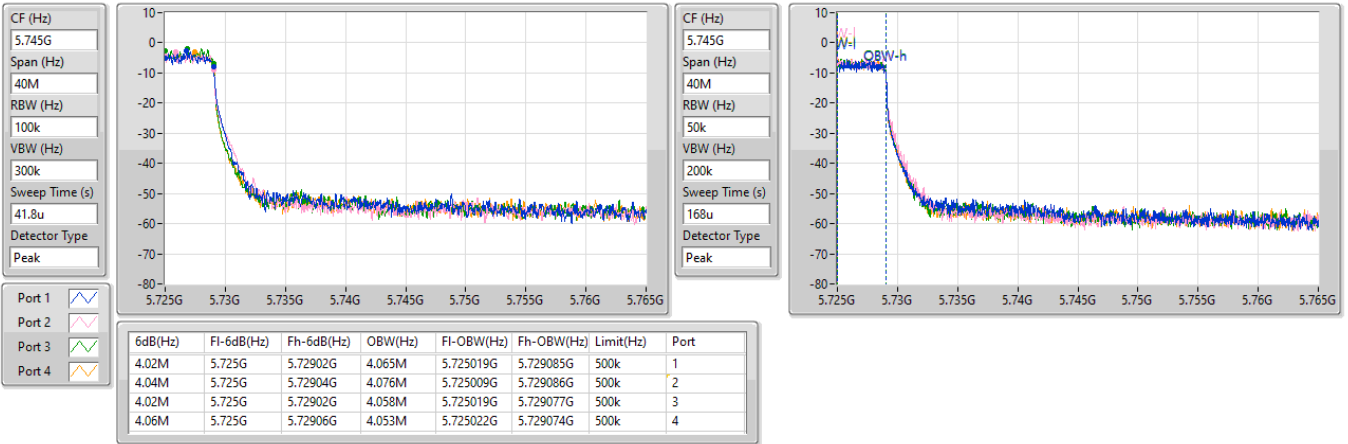 CF (Hz)
5.745G
Span (Hz)
40M
RBW (Hz)
100k
VBW (Hz)
300k
Sweep Time (s)
41.8u
Detector Type
Peak
10-
0-
-10-
-20-
-30-
-40-
-50-
-60-
-70-
-80-
5.725G 5.73G 5.735G 5.74G 5.745G 5.75G 5.755G 5.76G 5.765G
CF (Hz)
5.745G
Span (Hz)
40M
RBW (Hz)
50k
VBW (Hz)
200k
Sweep Time (s)
168u
Detector Type
Peak
10-
0-
-10-
-20-
-30-
-40-
-50-
-60-
-70-
-80-
W-l
W-l
OBW-h
5.725G 5.73G 5.735G 5.74G 5.745G 5.75G 5.755G 5.76G 5.765G
Port 1
Port 2
Port 3
Port 4
6dB(Hz) Fl-6dB(Hz) Fh-6dB(Hz) OBW(Hz) Fl-OBW(Hz) Fh-OBW(Hz) Limit(Hz) Port
4.02M 5.725G 5.72902G 4.065M 5.725019G 5.729085G 500k 1
4.04M 5.725G 5.72904G 4.076M 5.725009G 5.729086G 500k 2
4.02M 5.725G 5.72902G 4.058M 5.725019G 5.729077G 500k 3
4.06M 5.725G 5.72906G 4.053M 5.725022G 5.729074G 500k 4